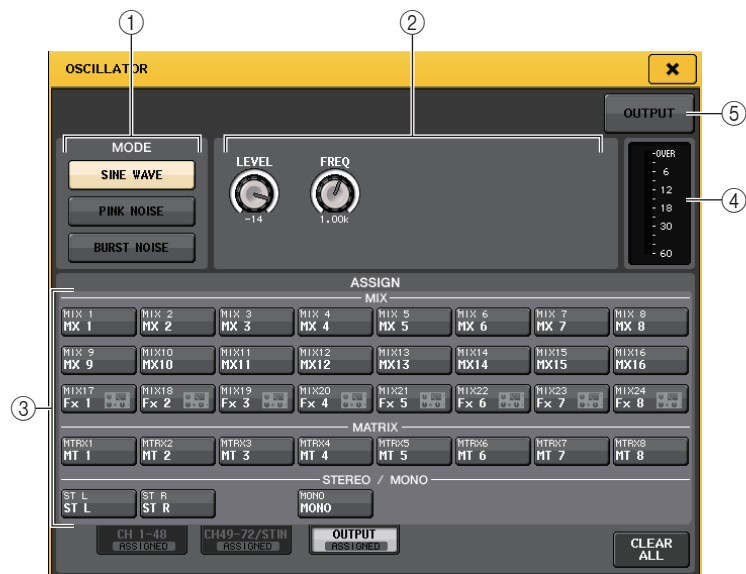 ① ②
OSCILLATOR
OUTPUT ⑤
MODE
SINE WAVE
PINK NOISE
BURST NOISE
LEVEL FREQ
-14 1.00k
-OVER
- 6
- 12
- 18
- 30
- 60
④
ASSIGN
③
MIX
MIX 1 MIX 2 MIX 3 MIX 4 MIX 5 MIX 6 MIX 7 MIX 8
MX 1 MX 2 MX 3 MX 4 MX 5 MX 6 MX 7 MX 8
MIX 9 MIX10 MIX11 MIX12 MIX13 MIX14 MIX15 MIX16
MX 9 MX10 MX11 MX12 MX13 MX14 MX15 MX16
MIX17 MIX18 MIX19 MIX20 MIX21 MIX22 MIX23 MIX24
Fx 1 Fx 2 Fx 3 Fx 4 Fx 5 Fx 6 Fx 7 Fx 8
MATRIX
MTRX1 MTRX2 MTRX3 MTRX4 MTRX5 MTRX6 MTRX7 MTRX8
MT 1 MT 2 MT 3 MT 4 MT 5 MT 6 MT 7 MT 8
STEREO / MONO
ST L ST R MONO
ST L ST R MONO
CH 1-48 CH49-72/STIN OUTPUT
ASSIGNED ASSIGNED ASSIGNED
CLEAR
ALL